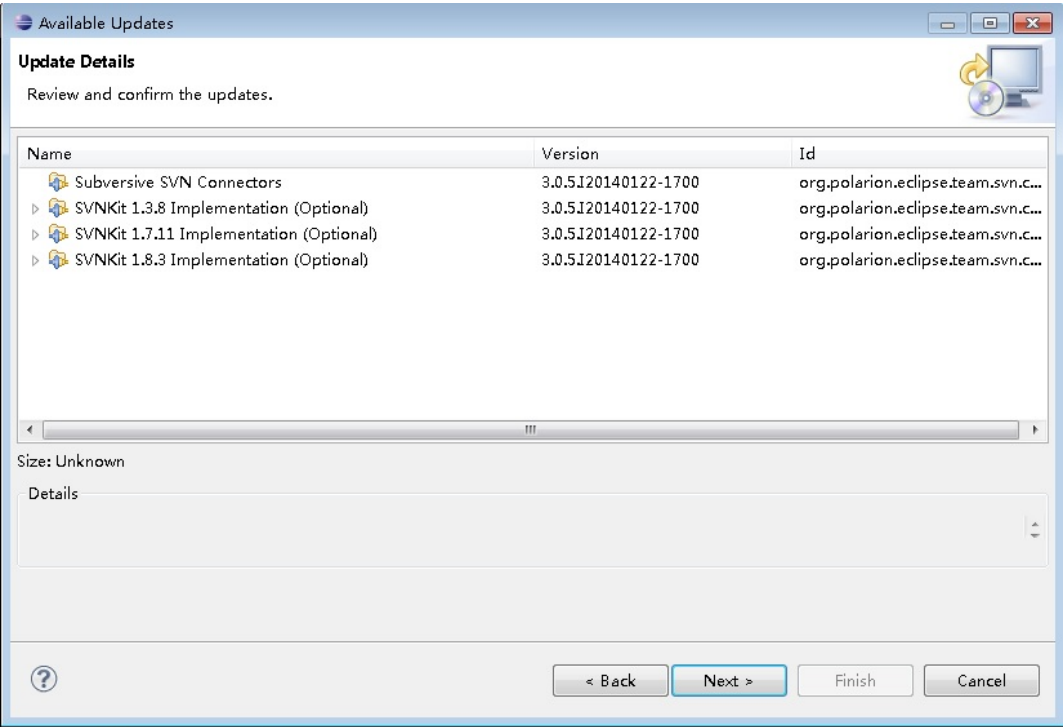 Available Updates
Update Details
Review and confirm the updates.
Name Version Id
Subversive SVN Connectors 3.0.5.I20140122-1700 org.polarion.eclipse.team.svn.c...
SVNKit 1.3.8 Implementation (Optional) 3.0.5.I20140122-1700 org.polarion.eclipse.team.svn.c...
SVNKit 1.7.11 Implementation (Optional) 3.0.5.I20140122-1700 org.polarion.eclipse.team.svn.c...
SVNKit 1.8.3 Implementation (Optional) 3.0.5.I20140122-1700 org.polarion.eclipse.team.svn.c...
Size: Unknown
Details
< Back Next > Finish Cancel